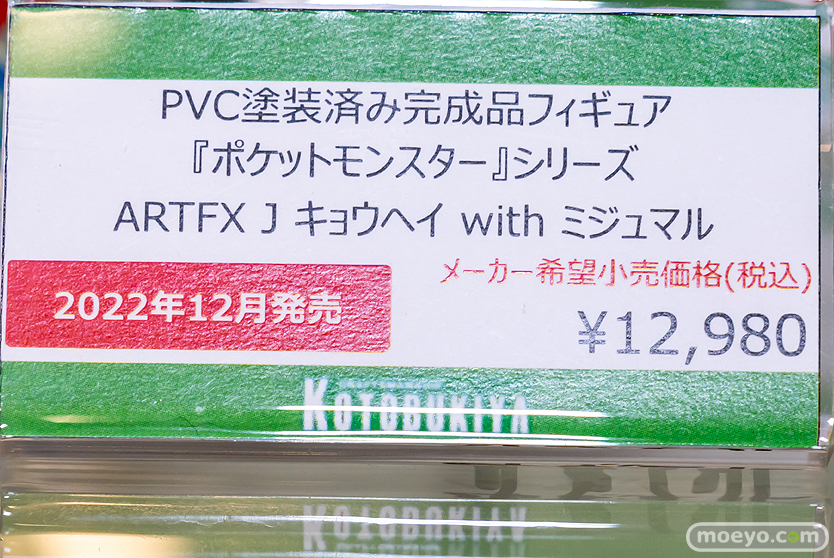 PVC塗装済み完成品フィギュア
『ポケットモンスター』シリーズ
ARTFX J キョウヘイ with ミジュマル
メーカー希望小売価格(税込)
2022年12月発売
¥12,980
KOTOBUKIYA
moeyo.com